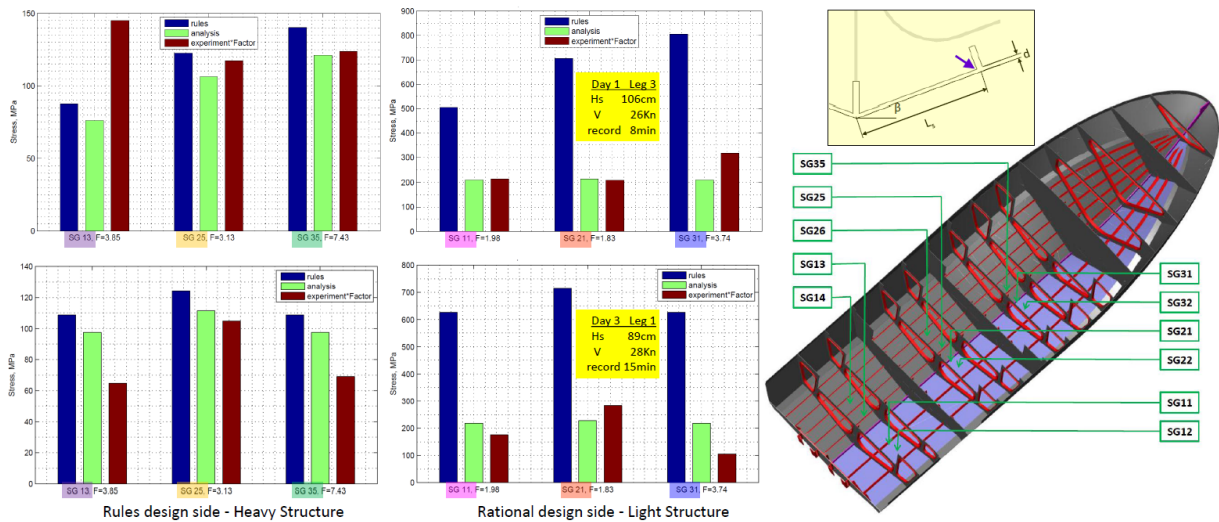 Stress, MPa
150
100
50
0
rules
analysis
experiment*Factor
SG 13, F=3.85
SG 25, F=3.13
SG 35, F=7.43
Stress, MPa
900
800
700
600
500
400
300
200
100
0
rules
analysis
experiment*Factor
Day 1 Leg 3
Hs 106cm
V 26Kn
record 8min
SG 11, F=1.98
SG 21, F=1.83
SG 31, F=3.74
Stress, MPa
140
120
100
80
60
40
20
0
rules
analysis
experiment*Factor
SG 13, F=3.85
SG 25, F=3.13
SG 35, F=7.43
Rules design side - Heavy Structure
Stress, MPa
800
700
600
500
400
300
200
100
0
rules
analysis
experiment*Factor
Day 3 Leg 1
Hs 89cm
V 28Kn
record 15min
SG 11, F=1.98
SG 21, F=1.83
SG 31, F=3.74
Rational design side - Light Structure
d
β
Ls
SG35
SG25
SG26
SG13
SG14
SG31
SG32
SG21
SG22
SG11
SG12